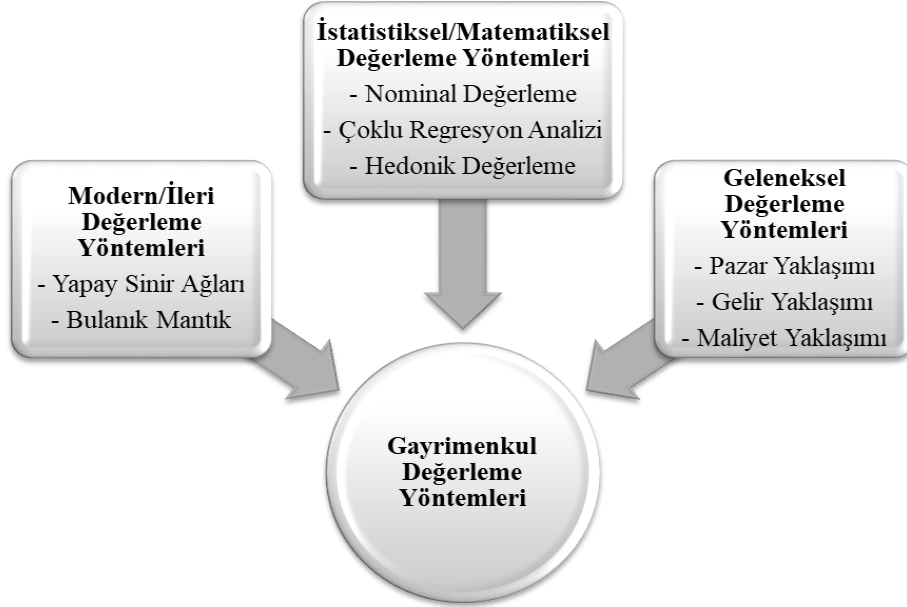 İstatistiksel/Matematiksel
Değerleme Yöntemleri
- Nominal Değerleme
- Çoklu Regresyon Analizi
- Hedonik Değerleme
Modern/İleri
Değerleme
Yöntemleri
- Yapay Sinir Ağları
- Bulanık Mantık
Geleneksel
Değerleme
Yöntemleri
- Pazar Yaklaşımı
- Gelir Yaklaşımı
- Maliyet Yaklaşımı
Gayrimenkul
Değerleme
Yöntemleri